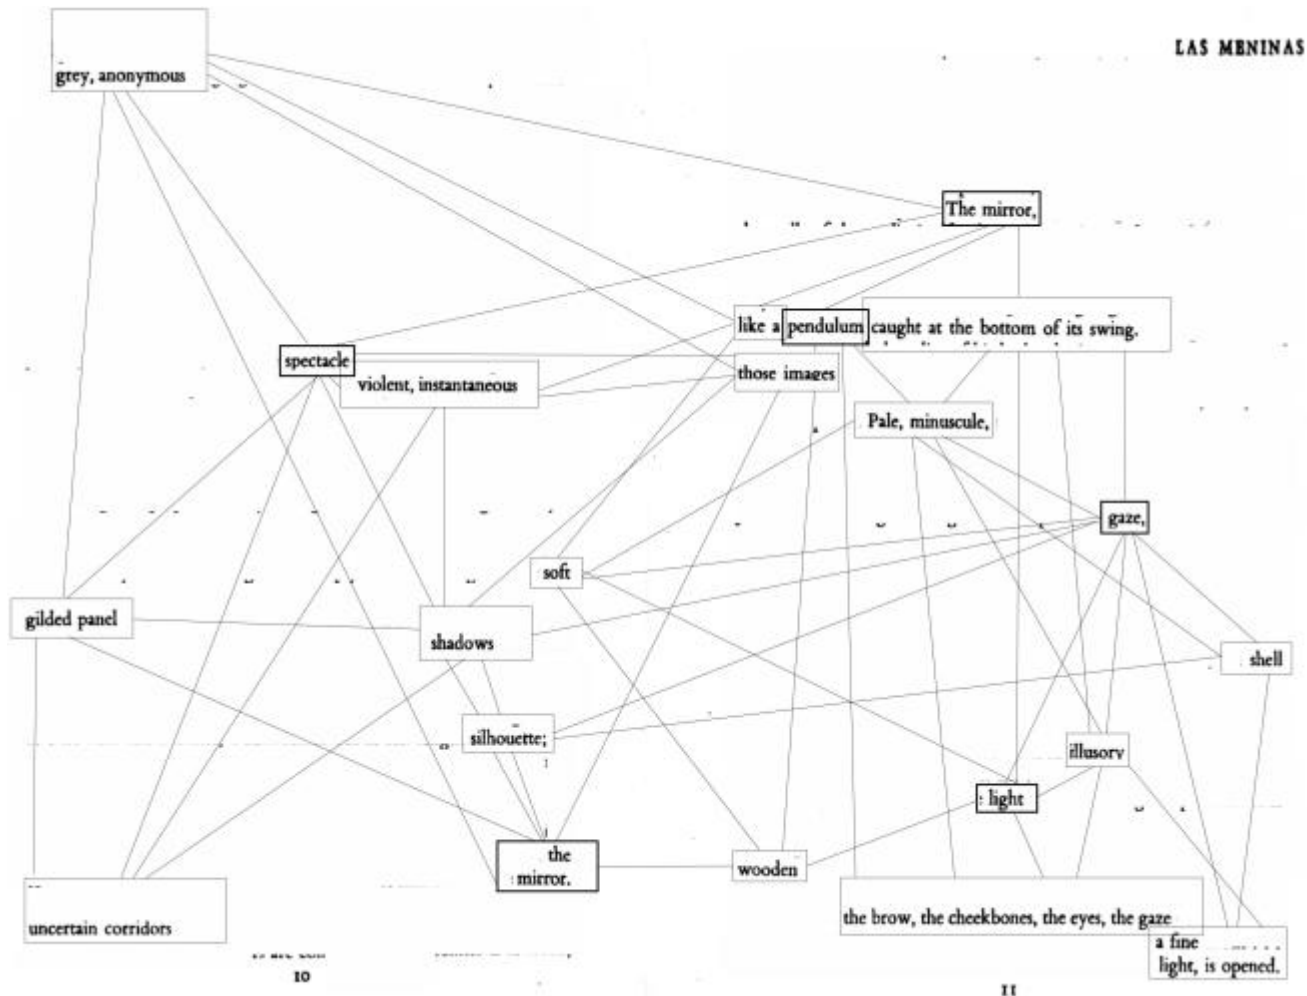 LAS MENINAS
grey, anonymous
The mirror,
like a pendulum caught at the bottom of its swing.
spectacle
violent, instantaneous
those images
Pale, minuscule,
gaze,
soft
gilded panel
shadows
shell
silhouette;
illusory
light
the
mirror.
wooden
the brow, the cheekbones, the eyes, the gaze
uncertain corridors
a fine
light, is opened.
10
11